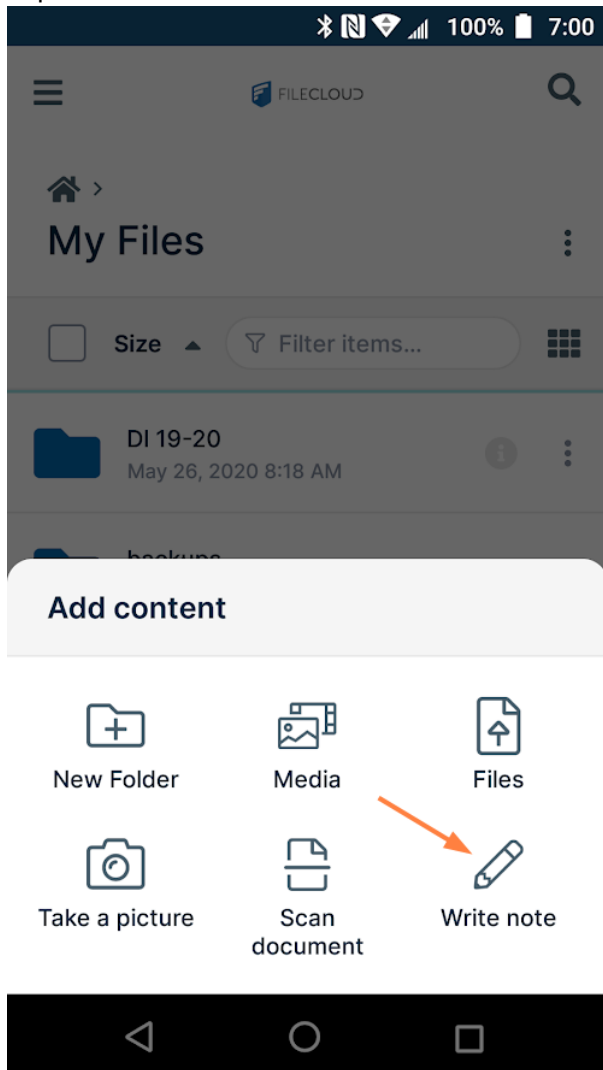 100% 7:00
FILECLOUD
My Files
Size Filter items...
DI 19-20
May 26, 2020 8:18 AM
backups
Add content
New Folder Media Files
Take a picture Scan document Write note